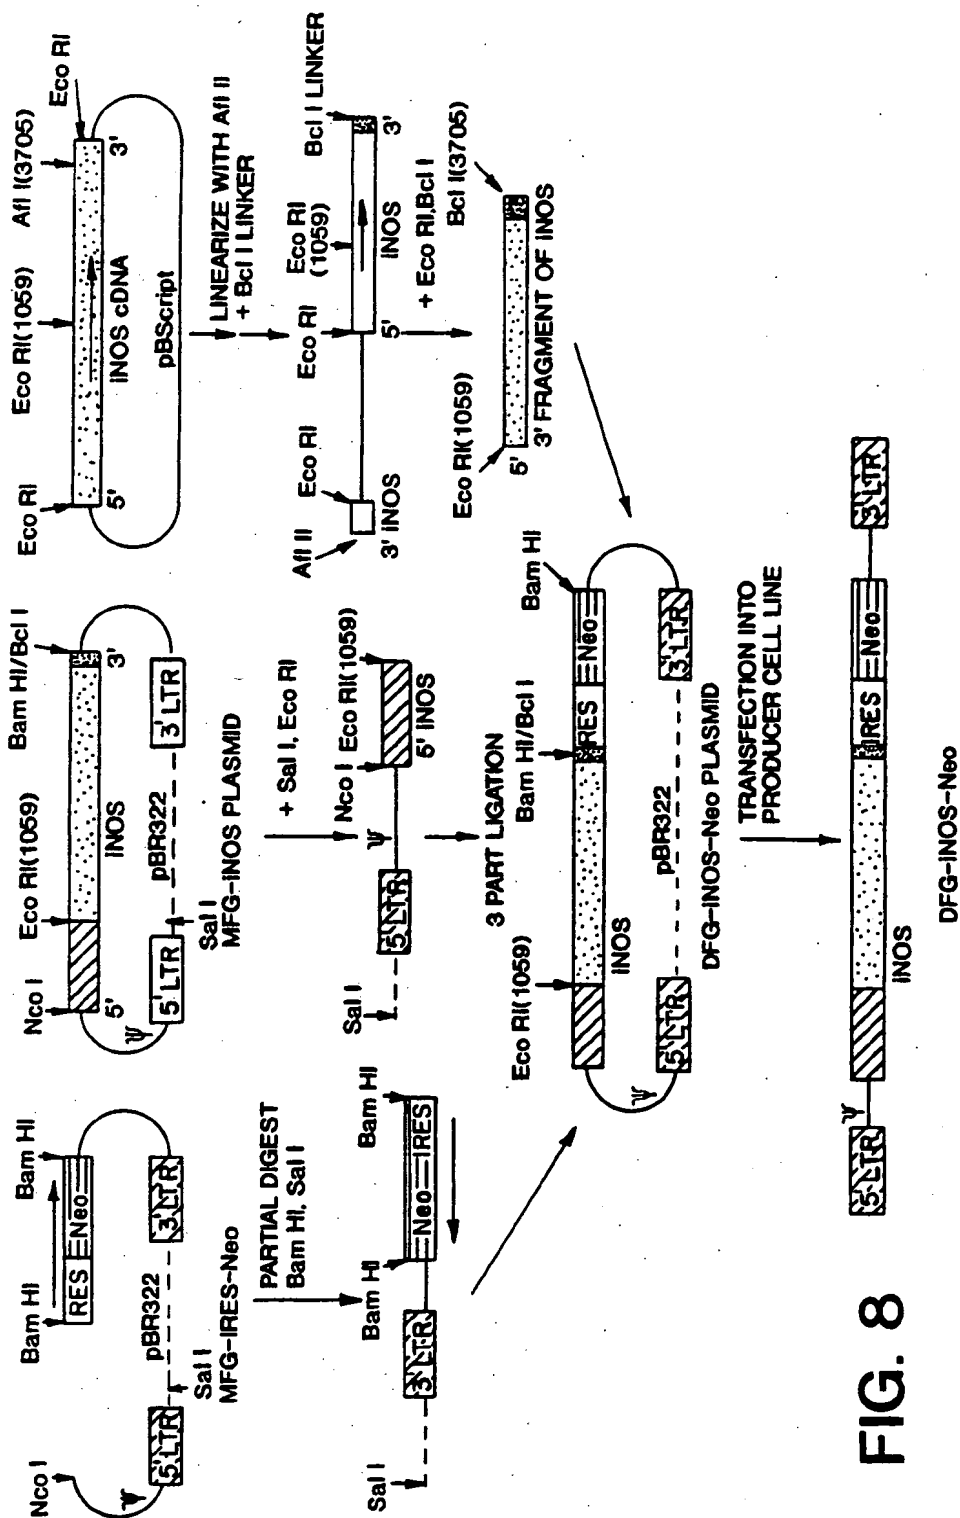 Nco I
Bam HI
Bam HI
IRES
Neo
ψ
5'LTR
pBR322
3'LTR
Sal I
MFG-IRES-Neo
PARTIAL DIGEST
Bam HI, Sal I
Sal I
3'LTR
Bam HI
Bam HI
Neo
IRES
Nco I
Eco RI(1059)
Bam HI/Bcl I
5'
iNOS
3'
ψ
5'LTR
pBR322
3'LTR
Sal I
MFG-iNOS PLASMID
+ Sal I, Eco RI
Sal I
5'LTR
ψ
Nco I
Eco RI(1059)
5' iNOS
Eco RI
Eco RI(1059)
Afl I(3705)
Eco RI
5'
iNOS cDNA
3'
pBScript
LINEARIZE WITH Afl II
+ Bcl I LINKER
Afl II
Eco RI
3' iNOS
Eco RI
5'
Eco RI
(1059)
iNOS
Bcl I LINKER
3'
+ Eco RI,Bcl I
Eco RI(1059)
Bcl I(3705)
5'
3' FRAGMENT OF iNOS
3 PART LIGATION
Eco RI(1059)
Bam HI/Bcl I
Bam HI
iNOS
IRES
Neo
ψ
5'LTR
pBR322
3'LTR
DFG-iNOS-Neo PLASMID
TRANSFECTION INTO
PRODUCER CELL LINE
5'LTR
ψ
iNOS
IRES
Neo
3'LTR
DFG-iNOS-Neo
FIG. 8